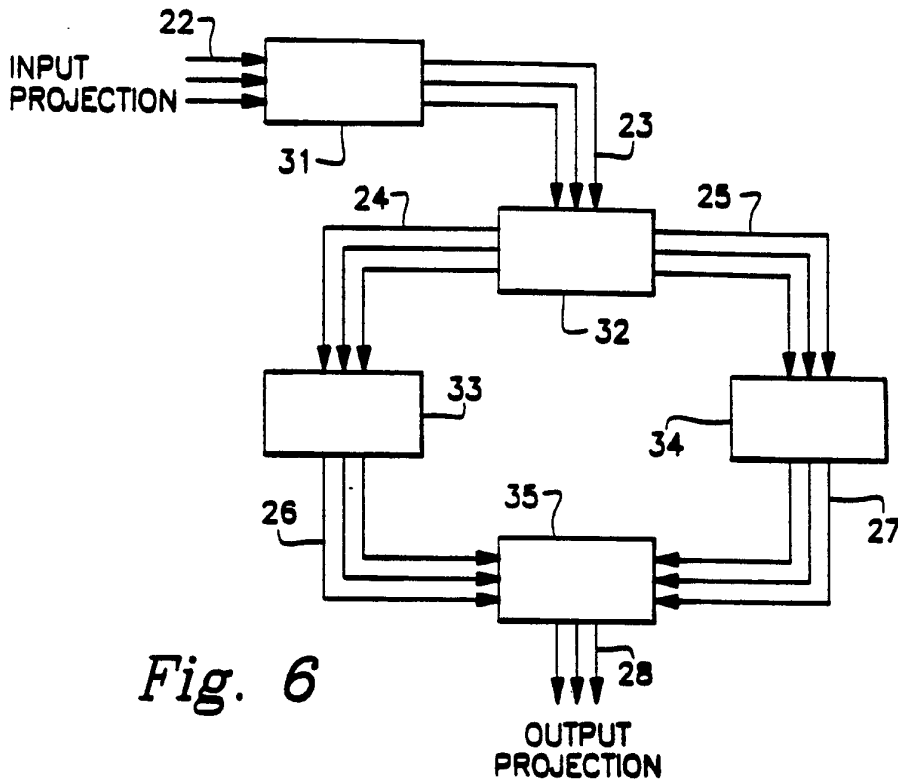 22
INPUT
PROJECTION
31
23
24
25
32
33
34
26
35
27
28
Fig. 6
OUTPUT
PROJECTION